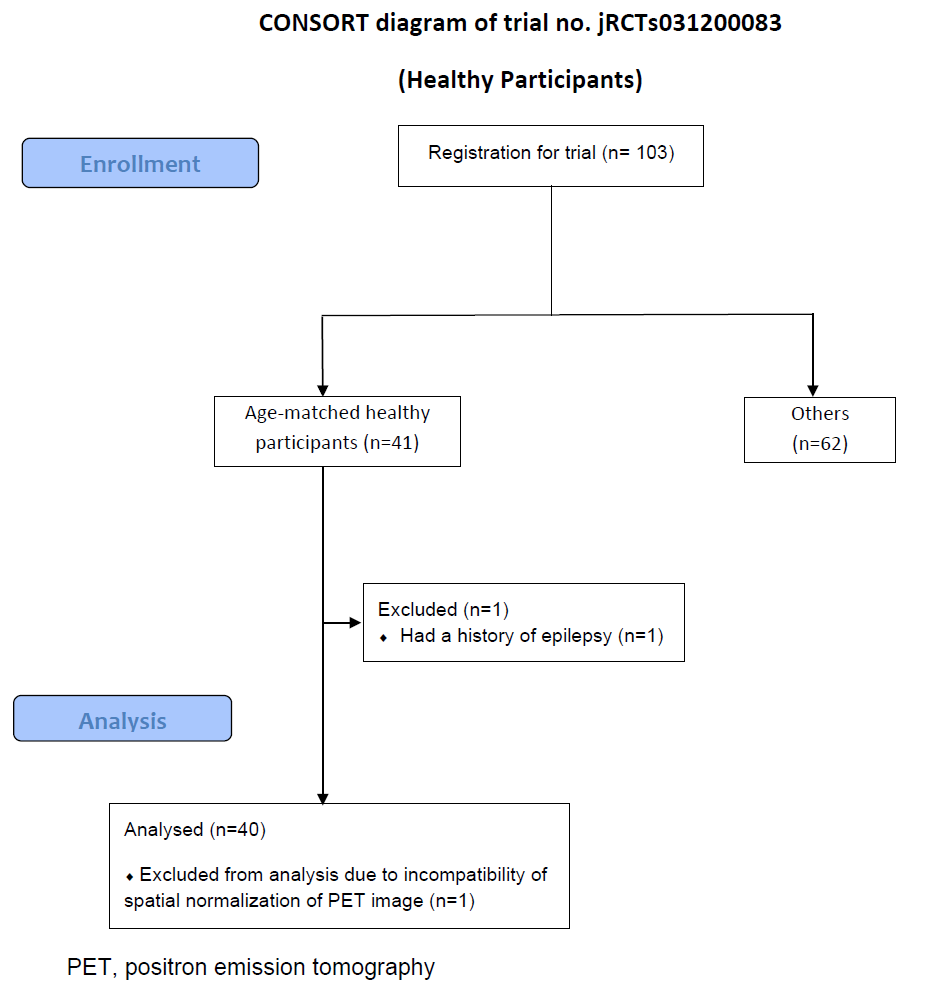 CONSORT diagram of trial no. jRCTs031200083
(Healthy Participants)
Enrollment
Registration for trial (n= 103)
Age-matched healthy
participants (n=41)
Others
(n=62)
Excluded (n=1)
⬧ Had a history of epilepsy (n=1)
Analysis
Analysed (n=40)
⬧ Excluded from analysis due to incompatibility of
spatial normalization of PET image (n=1)
PET, positron emission tomography